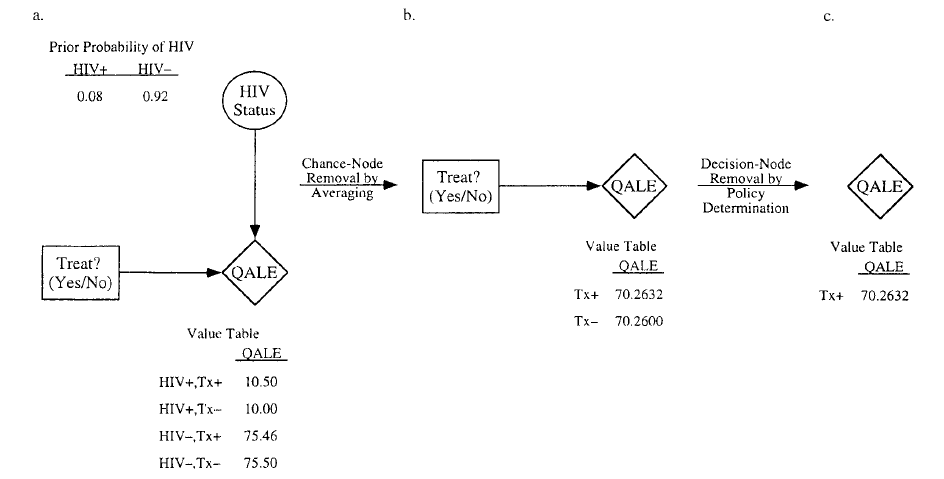 a.
b.
c.
Prior Probability of HIV
HIV+ HIV–
0.08 0.92
HIV
Status
Treat?
(Yes/No)
QALE
Value Table
QALE
HIV+,Tx+ 10.50
HIV+,Tx– 10.00
HIV–,Tx+ 75.46
HIV–,Tx– 75.50
Chance-Node
Removal by
Averaging
Treat?
(Yes/No)
QALE
Value Table
QALE
Tx+ 70.2632
Tx– 70.2600
Decision-Node
Removal by
Policy
Determination
QALE
Value Table
QALE
Tx+ 70.2632